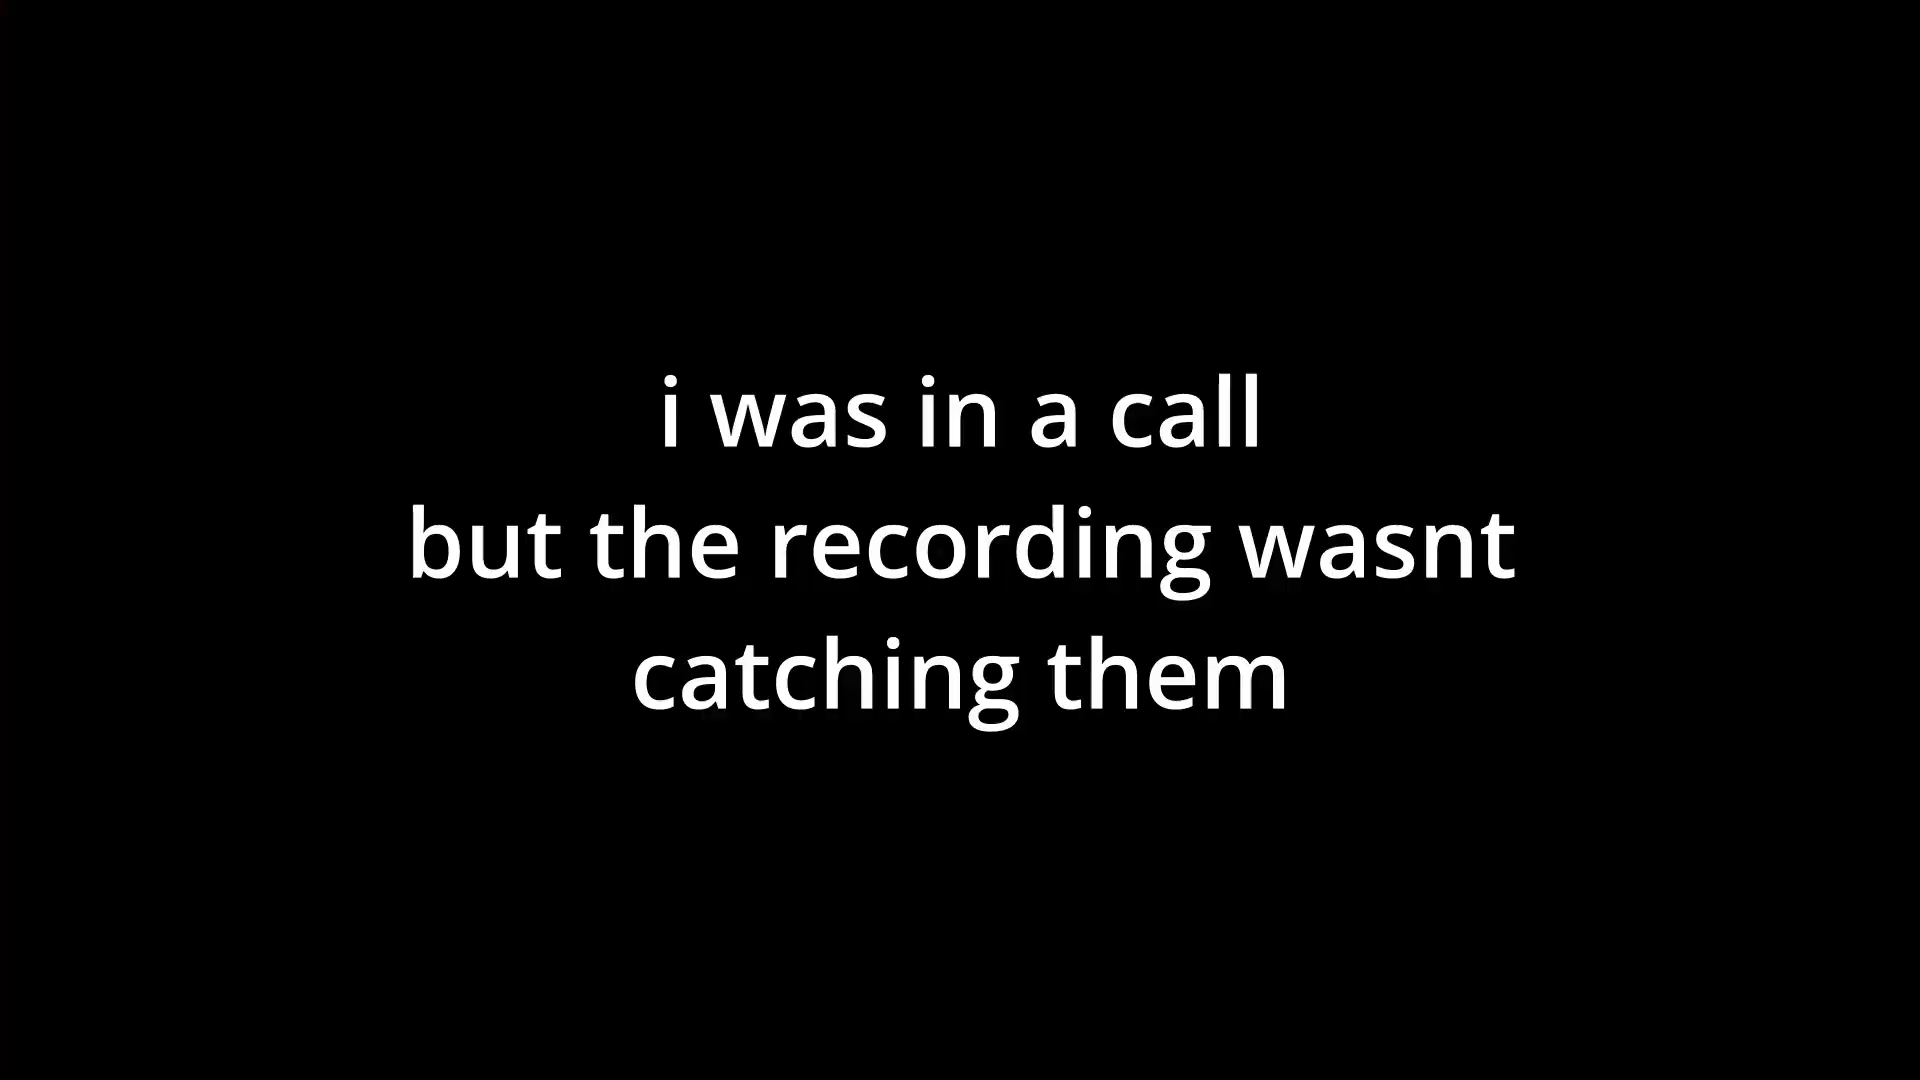 i was in a call
but the recording wasnt
catching them